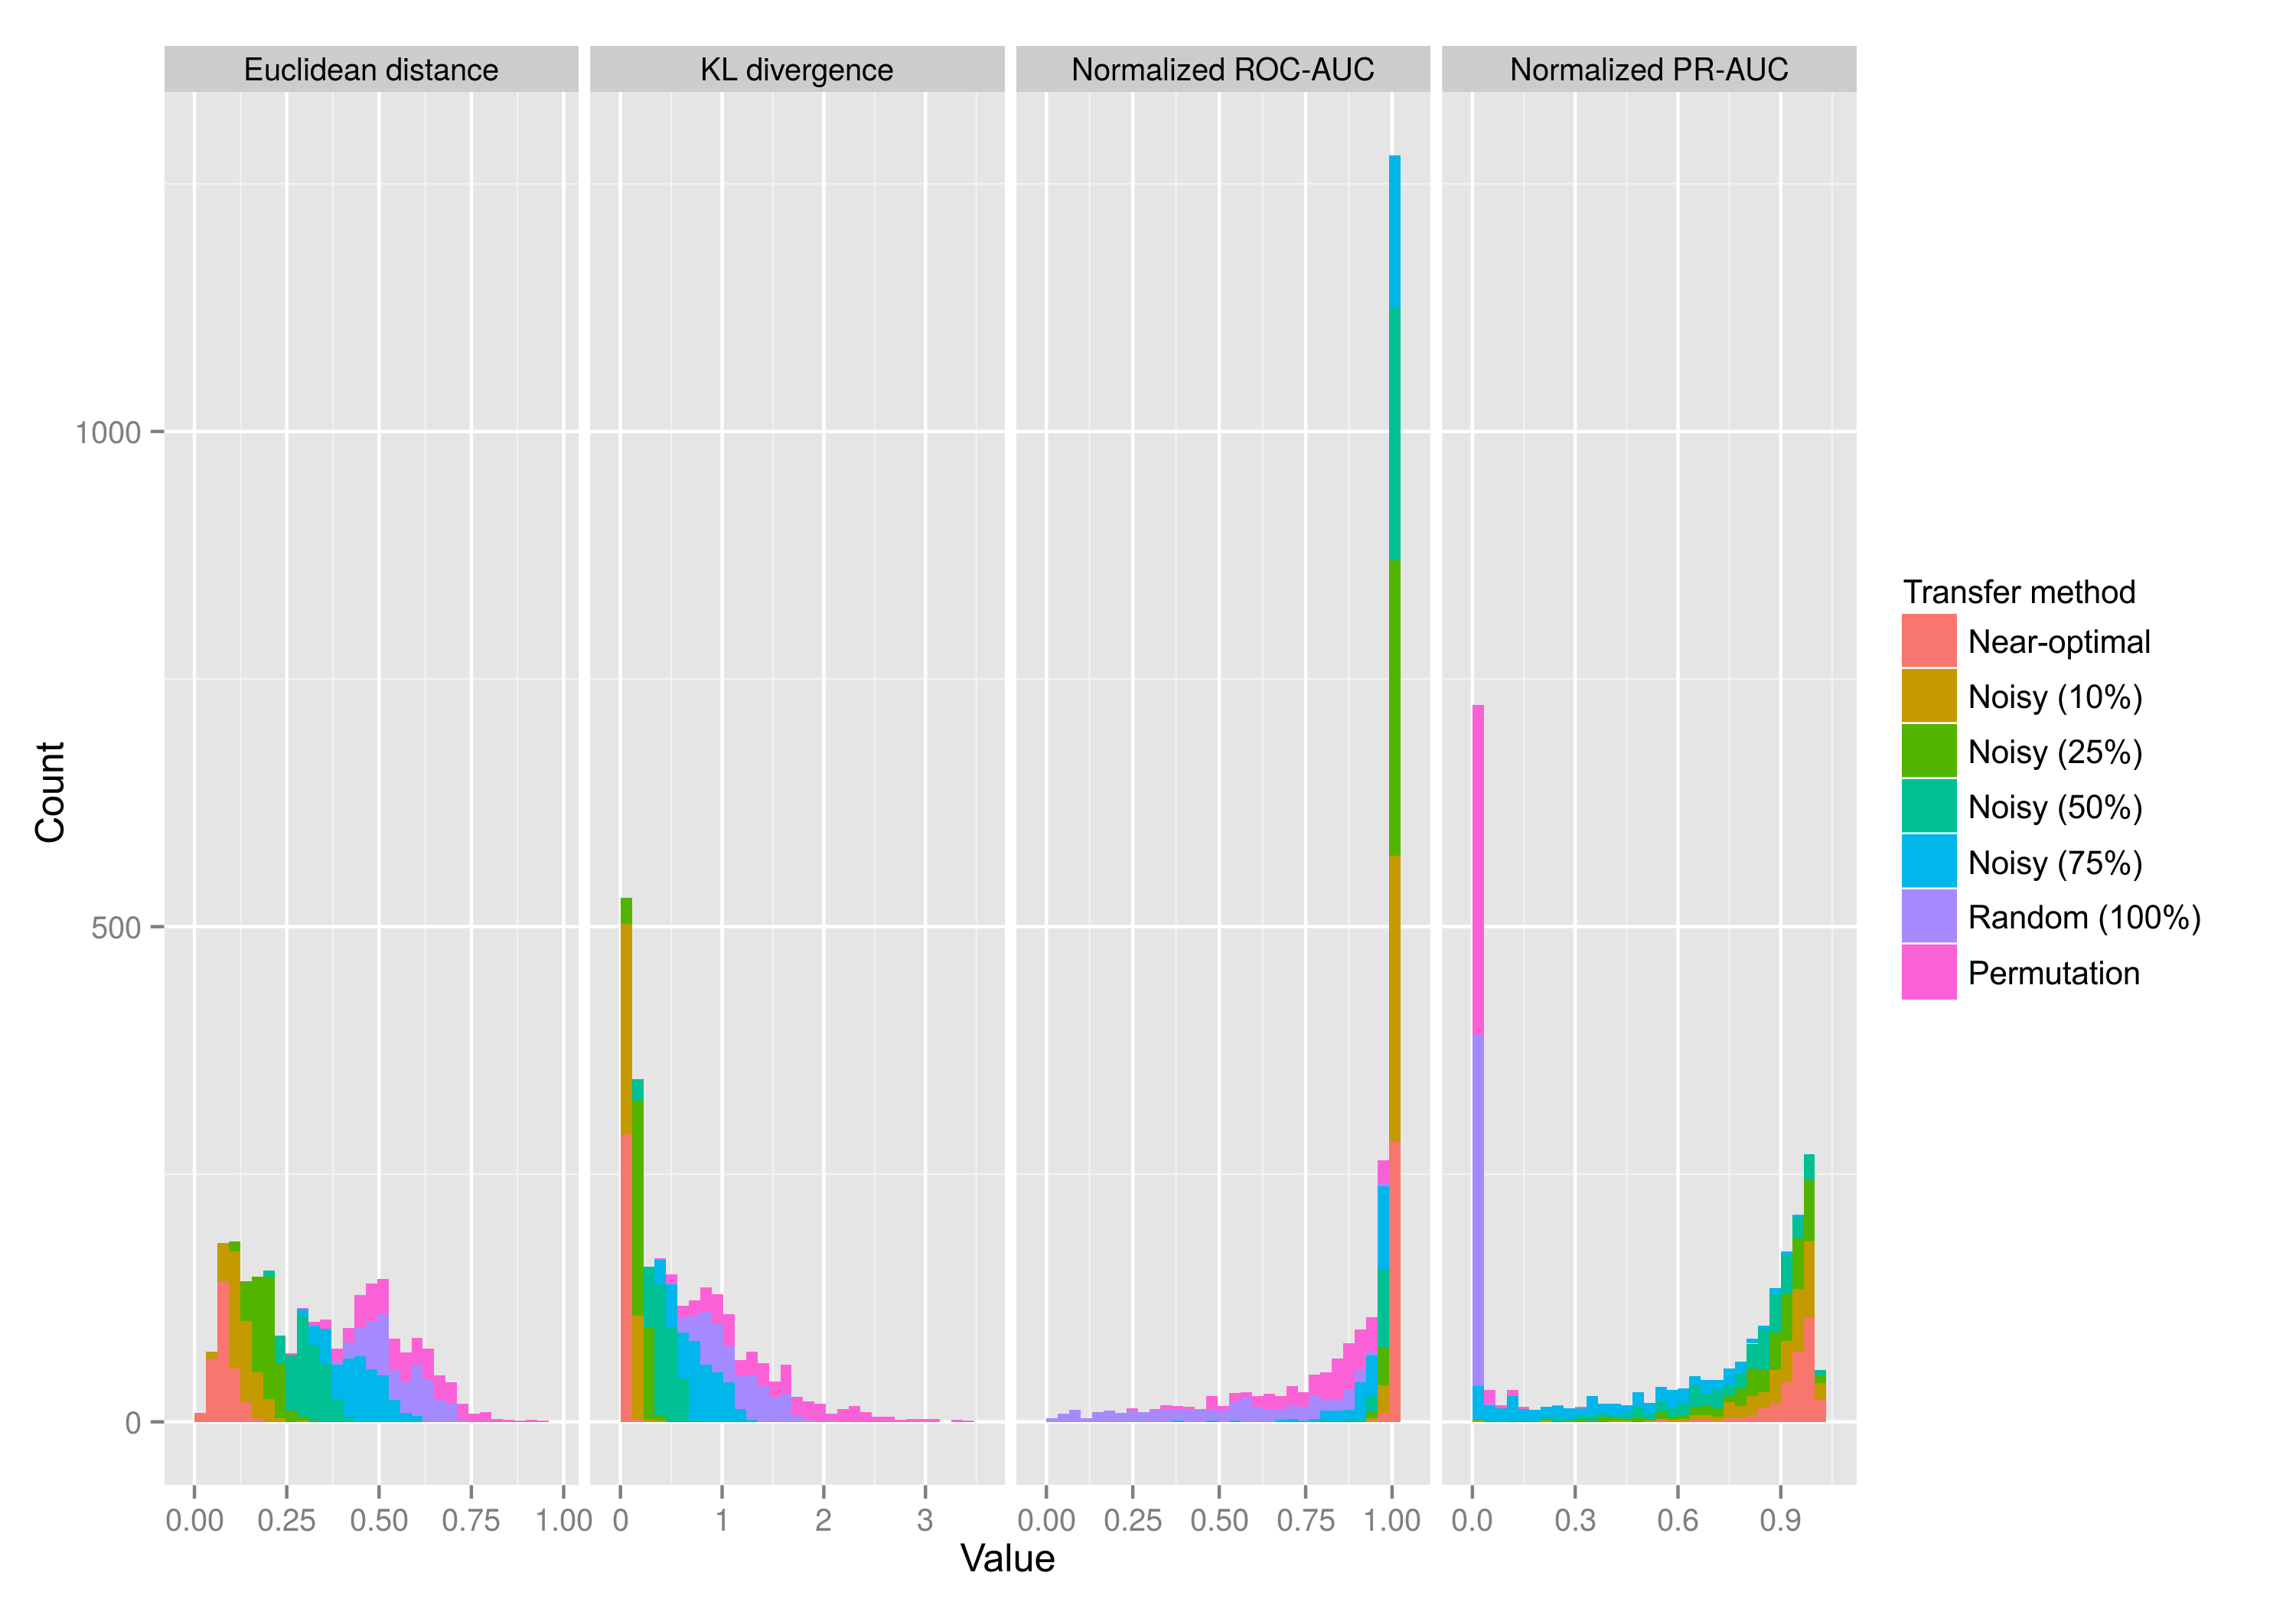 Euclidean distance
KL divergence
Normalized ROC-AUC
Normalized PR-AUC
Count
1000
500
0
0.00 0.25 0.50 0.75 1.00
0 1 2 3
0.00 0.25 0.50 0.75 1.00
0.0 0.3 0.6 0.9
Value
Transfer method
Near-optimal
Noisy (10%)
Noisy (25%)
Noisy (50%)
Noisy (75%)
Random (100%)
Permutation